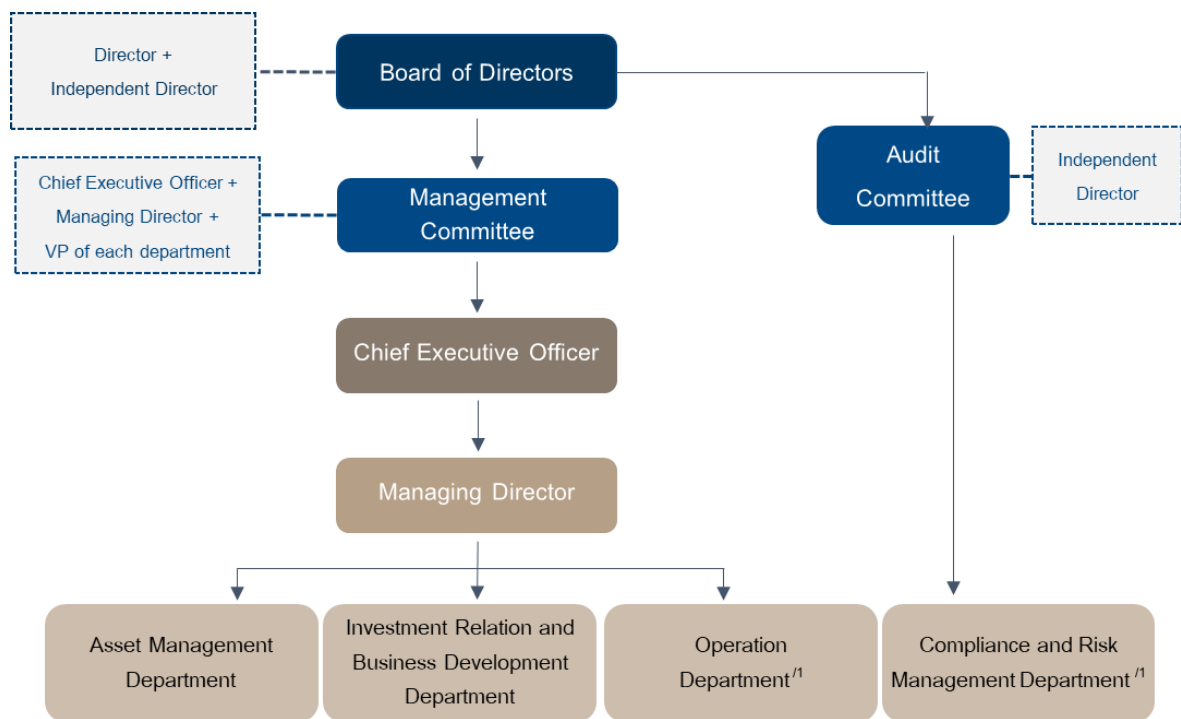 Director +
Independent Director
Board of Directors
Audit
Committee
Independent
Director
Chief Executive Officer +
Managing Director +
VP of each department
Management
Committee
Chief Executive Officer
Managing Director
Asset Management
Department
Investment Relation and
Business Development
Department
Operation
Department /1
Compliance and Risk
Management Department /1